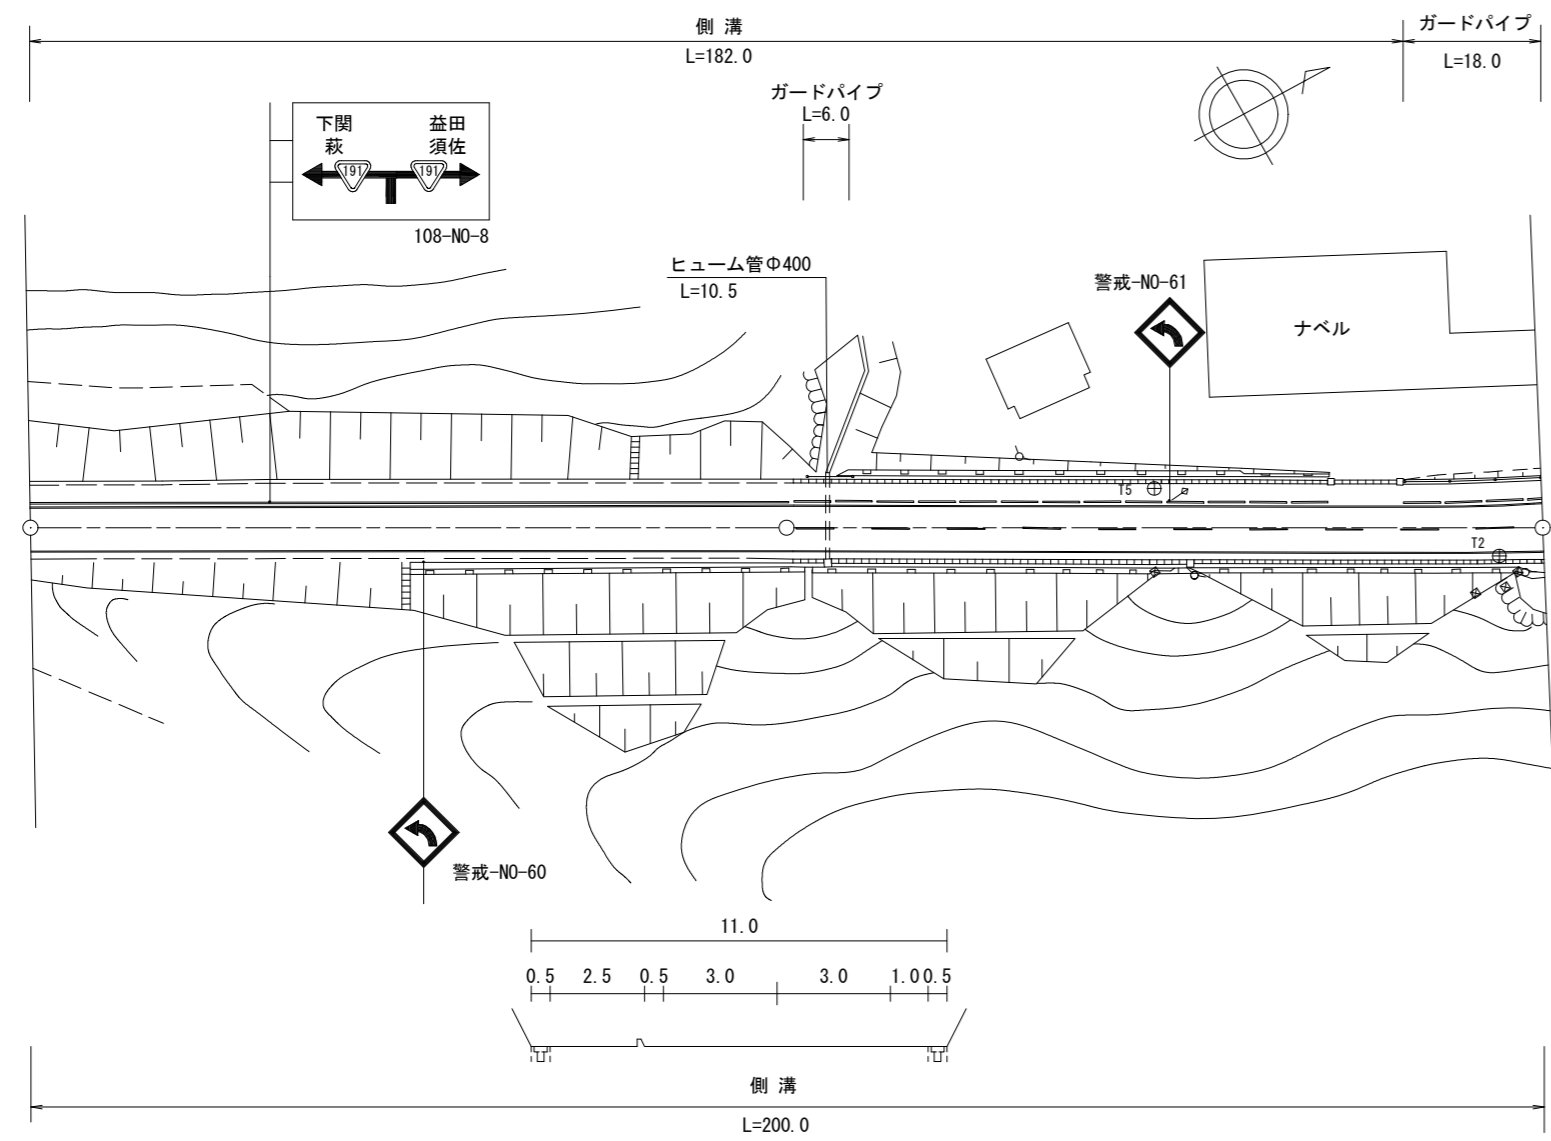 側 溝
L=182.0
ガードパイプ
L=18.0
ガードパイプ
L=6.0
下関
萩
益田
須佐
191
191
108-NO-8
ヒューム管Φ400
L=10.5
警戒-NO-61
ナベル
T5
T2
警戒-NO-60
11.0
0.5 2.5 0.5 3.0 3.0 1.0 0.5
側 溝
L=200.0